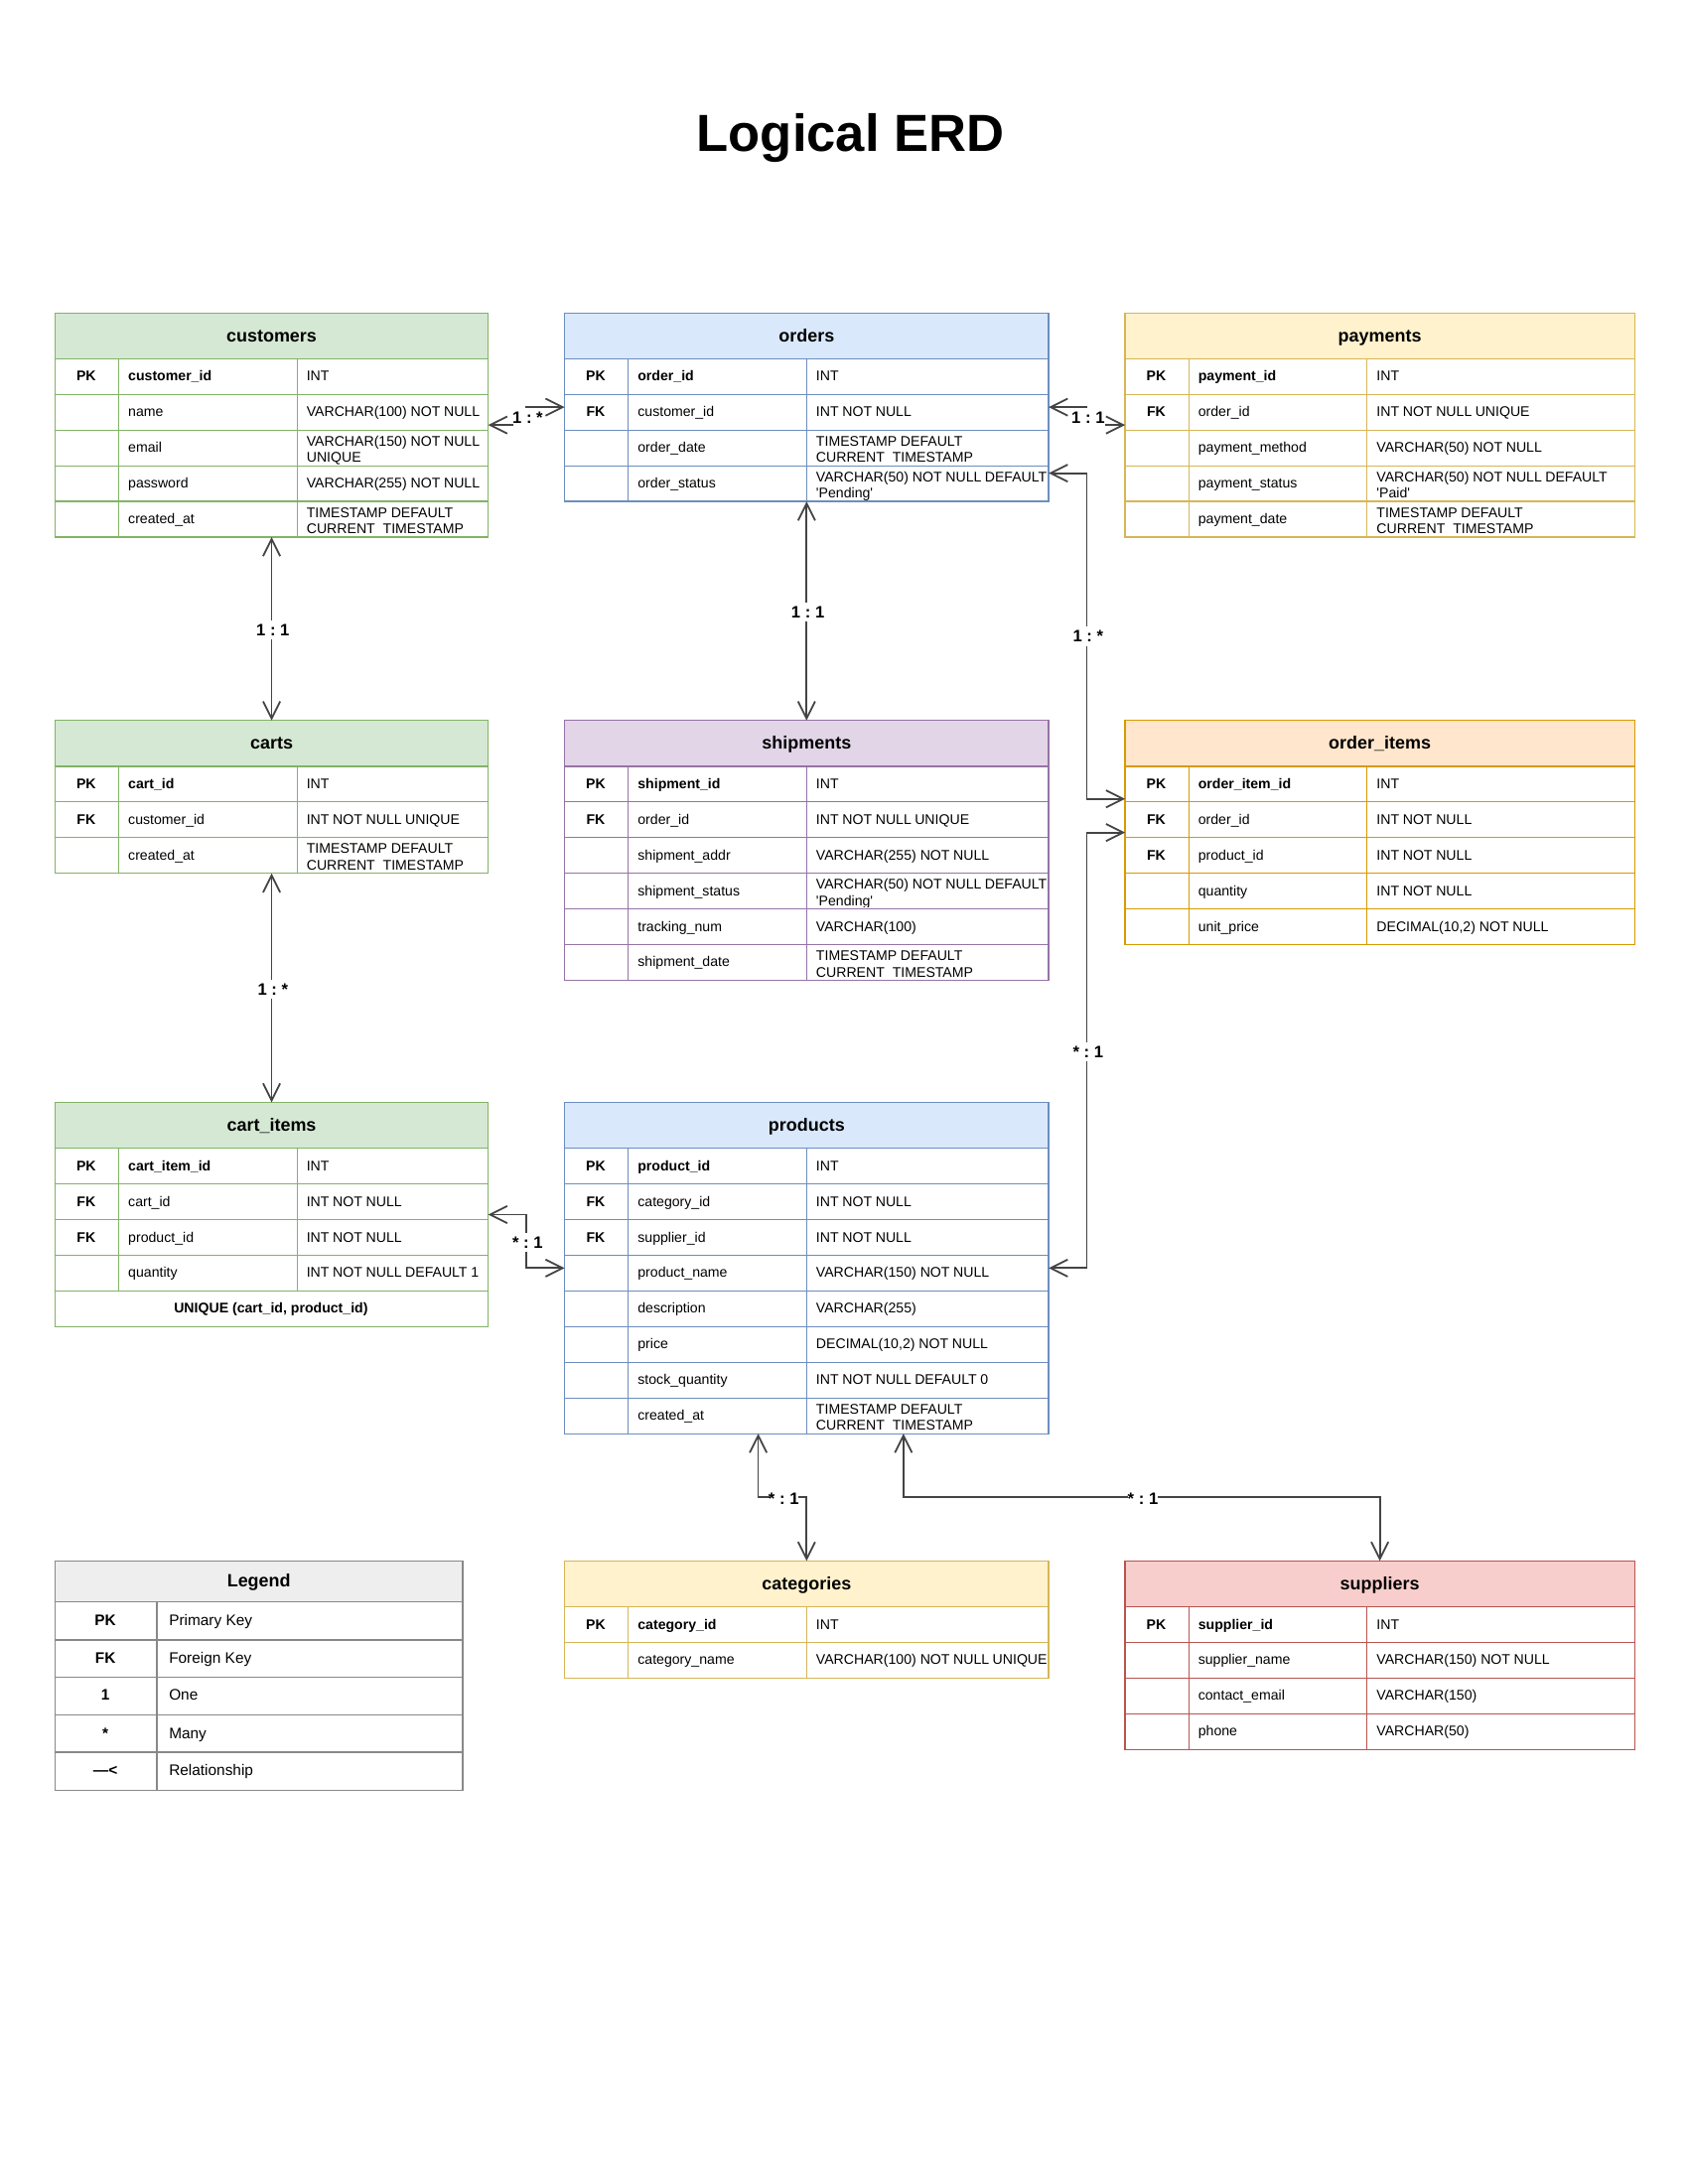 Logical ERD
customers
PK customer_id INT
name VARCHAR(100) NOT NULL
email VARCHAR(150) NOT NULL
UNIQUE
password VARCHAR(255) NOT NULL
created_at TIMESTAMP DEFAULT
CURRENT_TIMESTAMP
1 : *
orders
PK order_id INT
FK customer_id INT NOT NULL
order_date TIMESTAMP DEFAULT
CURRENT_TIMESTAMP
order_status VARCHAR(50) NOT NULL DEFAULT
'Pending'
1 : 1
payments
PK payment_id INT
FK order_id INT NOT NULL UNIQUE
payment_method VARCHAR(50) NOT NULL
payment_status VARCHAR(50) NOT NULL DEFAULT
'Paid'
payment_date TIMESTAMP DEFAULT
CURRENT_TIMESTAMP
1 : 1
1 : 1
1 : *
carts
PK cart_id INT
FK customer_id INT NOT NULL UNIQUE
created_at TIMESTAMP DEFAULT
CURRENT_TIMESTAMP
shipments
PK shipment_id INT
FK order_id INT NOT NULL UNIQUE
shipment_addr VARCHAR(255) NOT NULL
shipment_status VARCHAR(50) NOT NULL DEFAULT
'Pending'
tracking_num VARCHAR(100)
shipment_date TIMESTAMP DEFAULT
CURRENT_TIMESTAMP
order_items
PK order_item_id INT
FK order_id INT NOT NULL
FK product_id INT NOT NULL
quantity INT NOT NULL
unit_price DECIMAL(10,2) NOT NULL
1 : *
* : 1
cart_items
PK cart_item_id INT
FK cart_id INT NOT NULL
FK product_id INT NOT NULL
quantity INT NOT NULL DEFAULT 1
UNIQUE (cart_id, product_id)
* : 1
products
PK product_id INT
FK category_id INT NOT NULL
FK supplier_id INT NOT NULL
product_name VARCHAR(150) NOT NULL
description VARCHAR(255)
price DECIMAL(10,2) NOT NULL
stock_quantity INT NOT NULL DEFAULT 0
created_at TIMESTAMP DEFAULT
CURRENT_TIMESTAMP
* : 1
* : 1
Legend
PK Primary Key
FK Foreign Key
1 One
* Many
—< Relationship
categories
PK category_id INT
category_name VARCHAR(100) NOT NULL UNIQUE
suppliers
PK supplier_id INT
supplier_name VARCHAR(150) NOT NULL
contact_email VARCHAR(150)
phone VARCHAR(50)